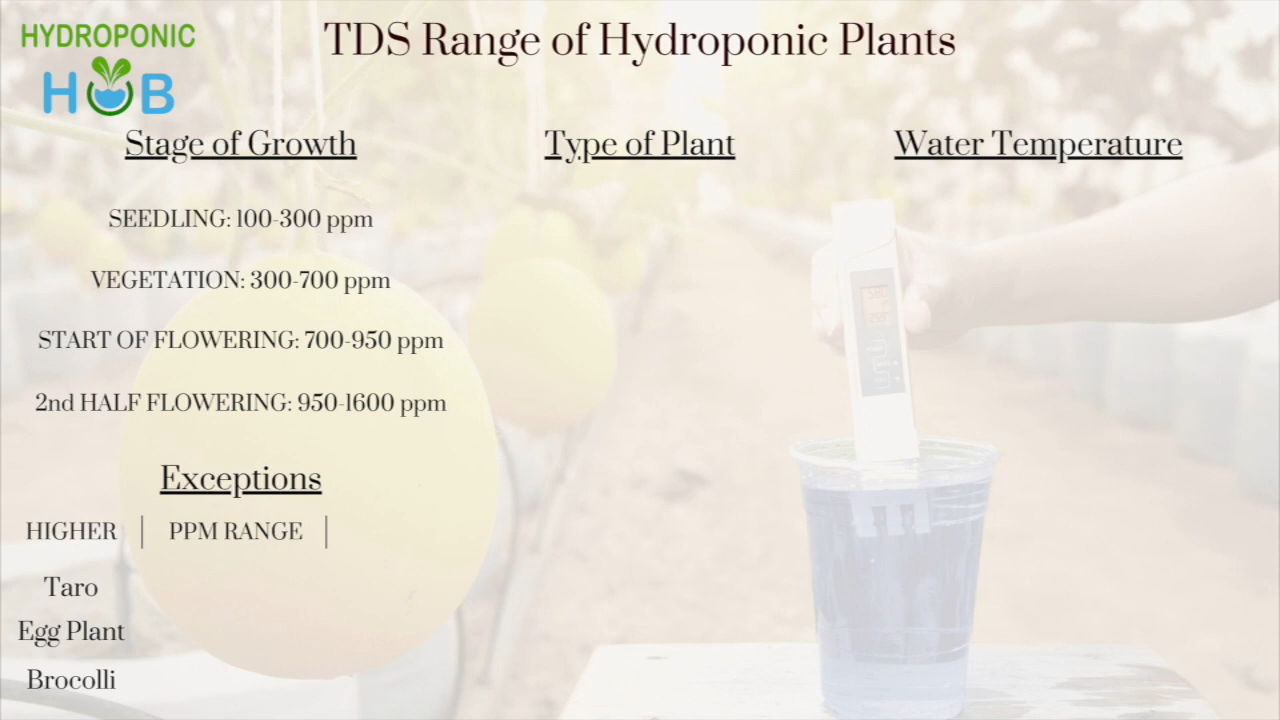 HYDROPONIC
HUB
TDS Range of Hydroponic Plants
Stage of Growth
Type of Plant
Water Temperature
SEEDLING: 100-300 ppm
VEGETATION: 300-700 ppm
START OF FLOWERING: 700-950 ppm
2nd HALF FLOWERING: 950-1600 ppm
Exceptions
HIGHER | PPM RANGE |
Taro
Egg Plant
Brocolli